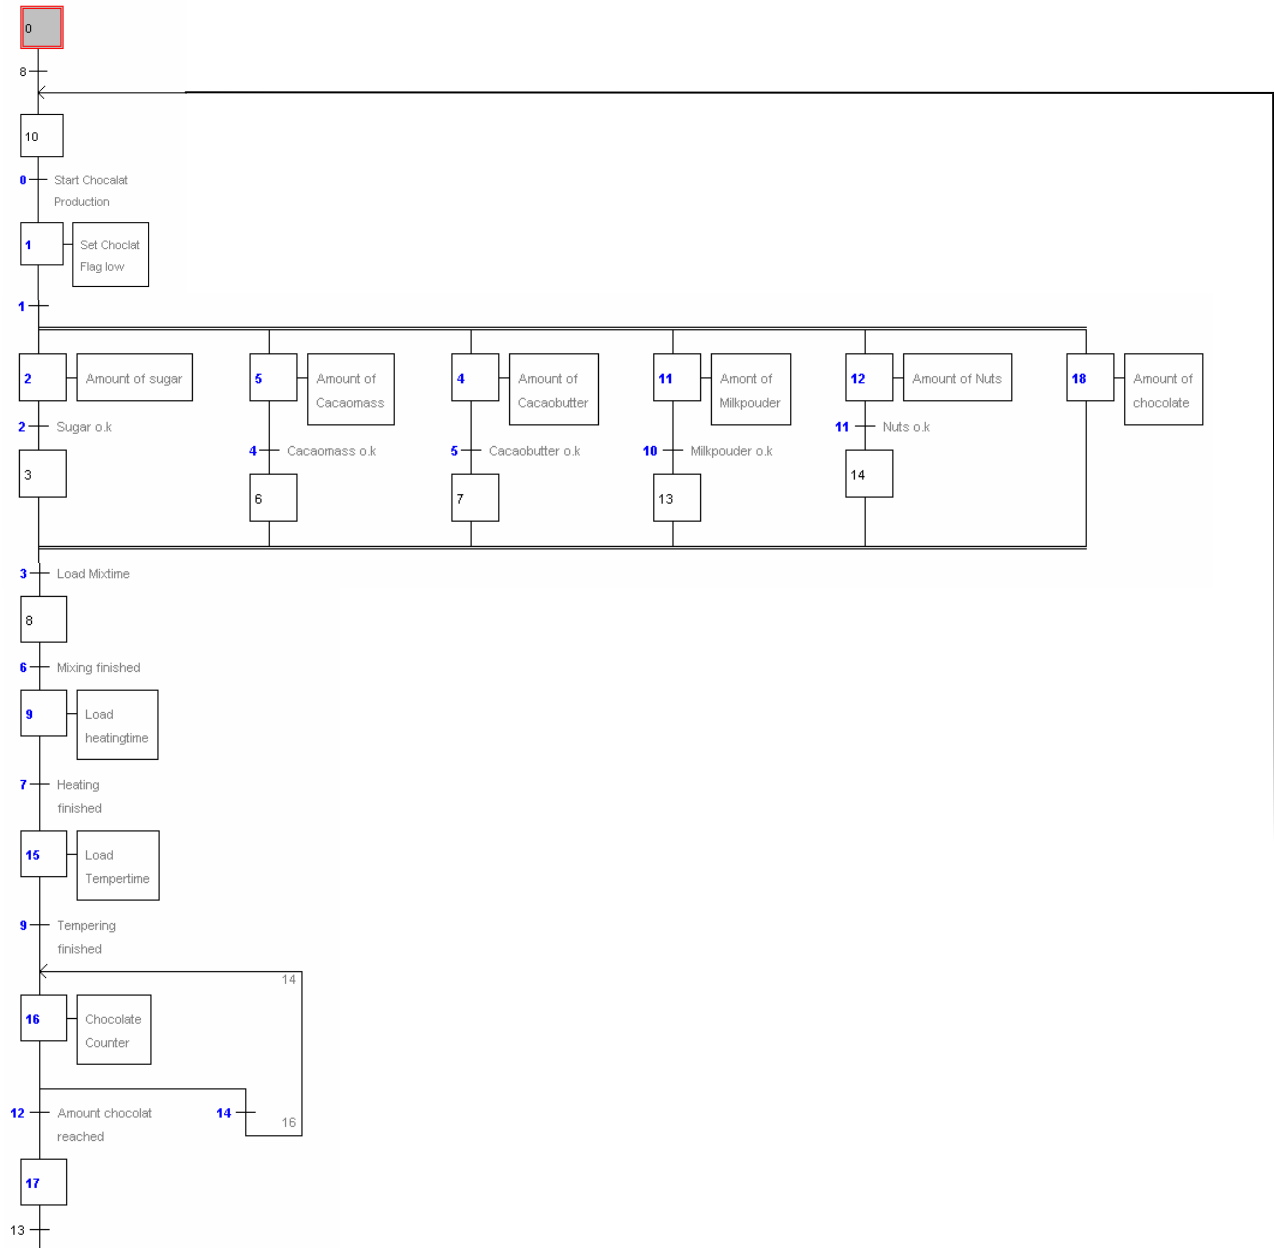 0
8
10
0 Start Chocalat
Production
1 Set Choclat
Flag low
1
2 Amount of sugar 5 Amount of 4 Amount of 11 Amont of 12 Amount of Nuts 18 Amount of
Cacaomass Cacaobutter Milkpouder chocolate
2 Sugar o.k 11 Nuts o.k
4 Cacaomass o.k 5 Cacaobutter o.k 10 Milkpouder o.k
3 14
6 7 13
3 Load Mixtime
8
6 Mixing finished
9 Load
heatingtime
7 Heating
finished
15 Load
Tempertime
9 Tempering
finished
14
16 Chocolate
Counter
12 Amount chocolat 14 16
reached
17
13